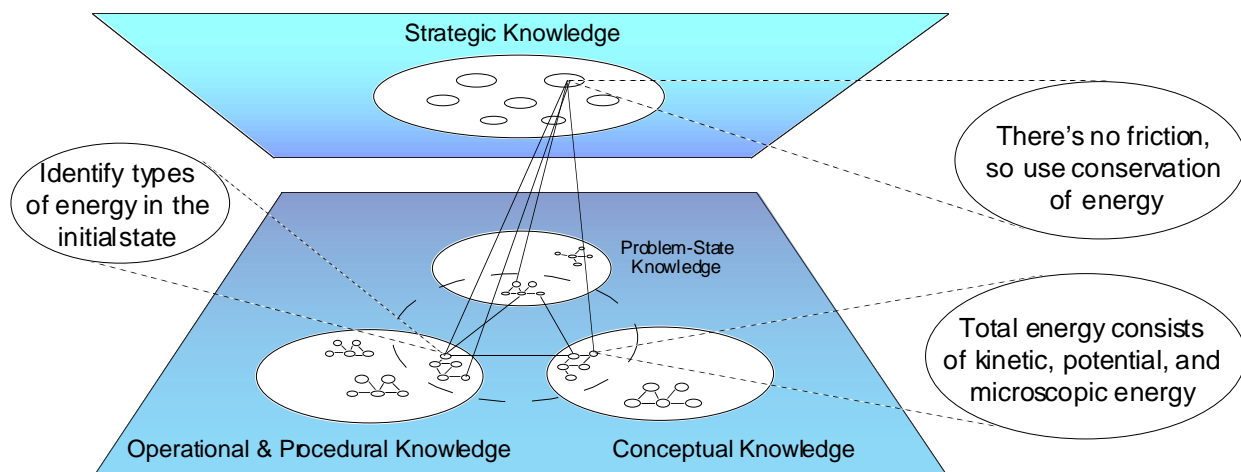 Strategic Knowledge
There's no friction,
so use conservation
of energy
Identify types
of energy in the
initialstate
Problem-State
Knowledge
Total energy consists
of kinetic, potential, and
microscopic energy
Operational & Procedural Knowledge
Conceptual Knowledge